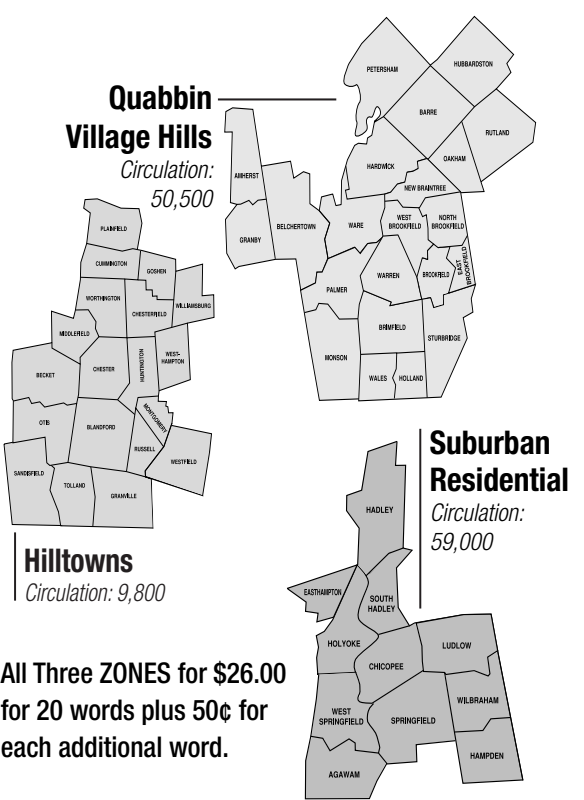 Quabbin
Village Hills
Circulation:
50,500
PETERSHAM
HUBBARDSTON
BARRE
RUTLAND
HARDWICK
OAKHAM
NEW BRAINTREE
AMHERST
GRANBY
BELCHERTOWN
WARE
WEST
BROOKFIELD
NORTH
BROOKFIELD
EAST
BROOKFIELD
BROOKFIELD
WARREN
PALMER
BRIMFIELD
STURBRIDGE
MONSON
WALES
HOLLAND
PLAINFIELD
CUMMINGTON
GOSHEN
WORTHINGTON
CHESTERFIELD
WILLIAMSBURG
MIDDLEFIELD
WEST-
HAMPTON
HUNTINGTON
CHESTER
BECKET
MONTGOMERY
OTIS
BLANDFORD
RUSSELL
WESTFIELD
SANDISFIELD
TOLLAND
GRANVILLE
Hilltowns
Circulation: 9,800
Suburban
Residential
Circulation:
59,000
HADLEY
EASTHAMPTON
SOUTH
HADLEY
HOLYOKE
CHICOPEE
LUDLOW
WEST
SPRINGFIELD
SPRINGFIELD
WILBRAHAM
AGAWAM
HAMPDEN
All Three ZONES for $26.00
for 20 words plus 50¢ for
each additional word.